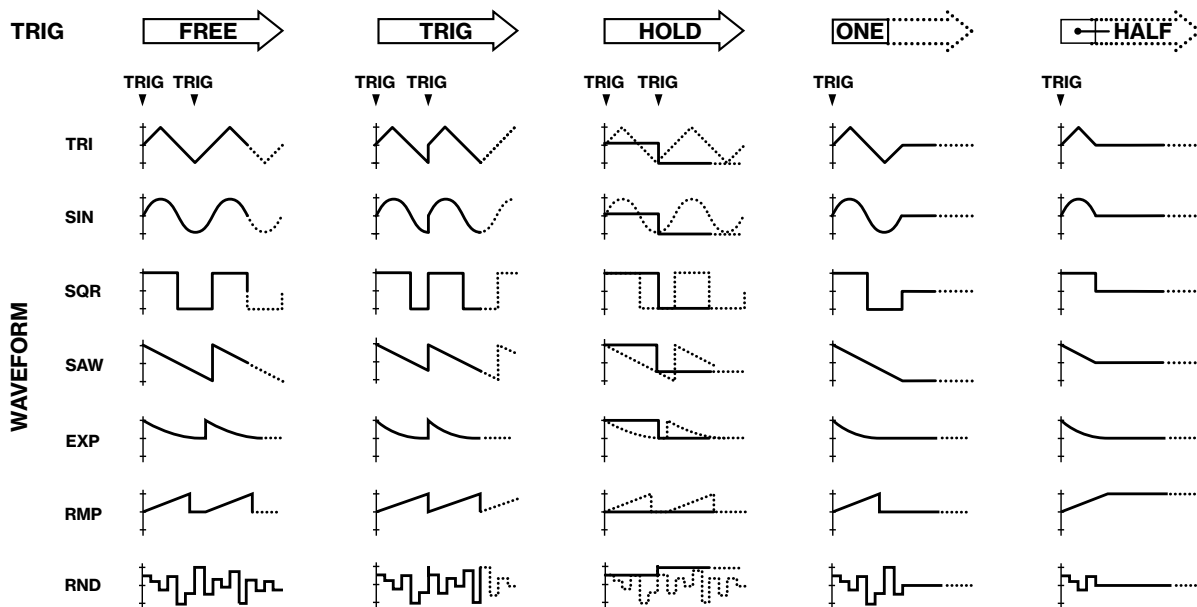 TRIG FREE TRIG HOLD ONE HALF
TRIG TRIG TRIG TRIG TRIG TRIG TRIG TRIG
WAVEFORM
TRI
SIN
SQR
SAW
EXP
RMP
RND